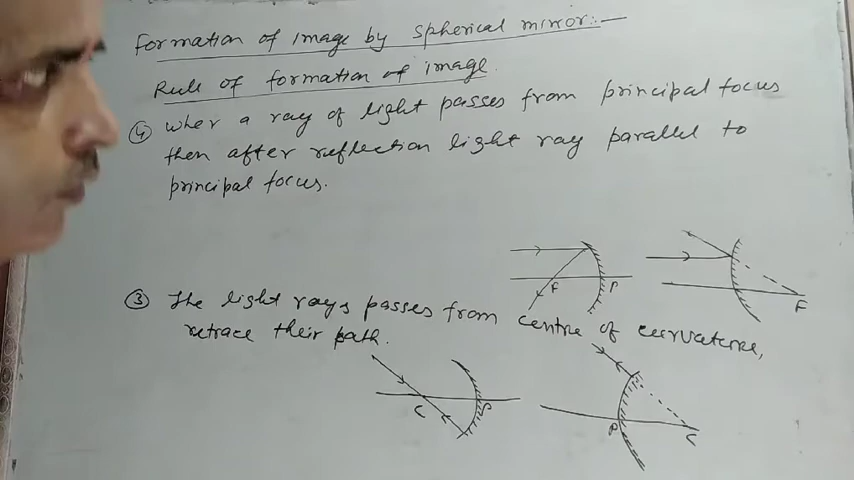 Formation of image by spherical mirror:-
Rule of formation of image.
④ When a ray of light passes from principal focus
then after reflection light ray parallel to
principal focus.
F P
F
③ The light rays passes from centre of curvature,
retrace their path.
C P
P C